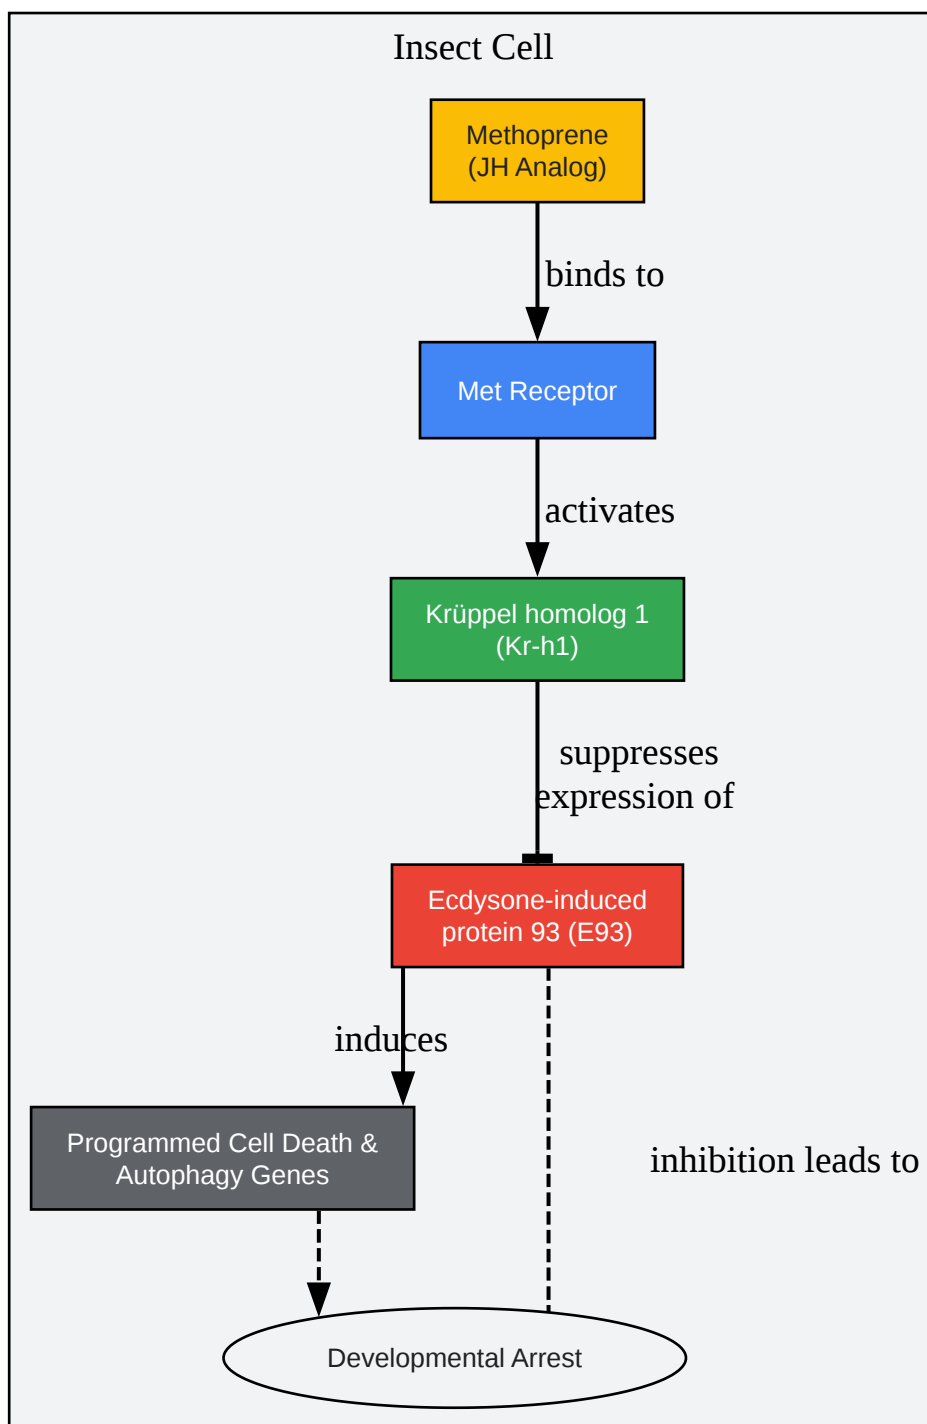 Insect Cell
Methoprene
(JH Analog)
binds to
Met Receptor
activates
Krüppel homolog 1
(Kr-h1)
suppresses
expression of
Ecdysone-induced
protein 93 (E93)
induces
Programmed Cell Death &
Autophagy Genes
inhibition leads to
Developmental Arrest